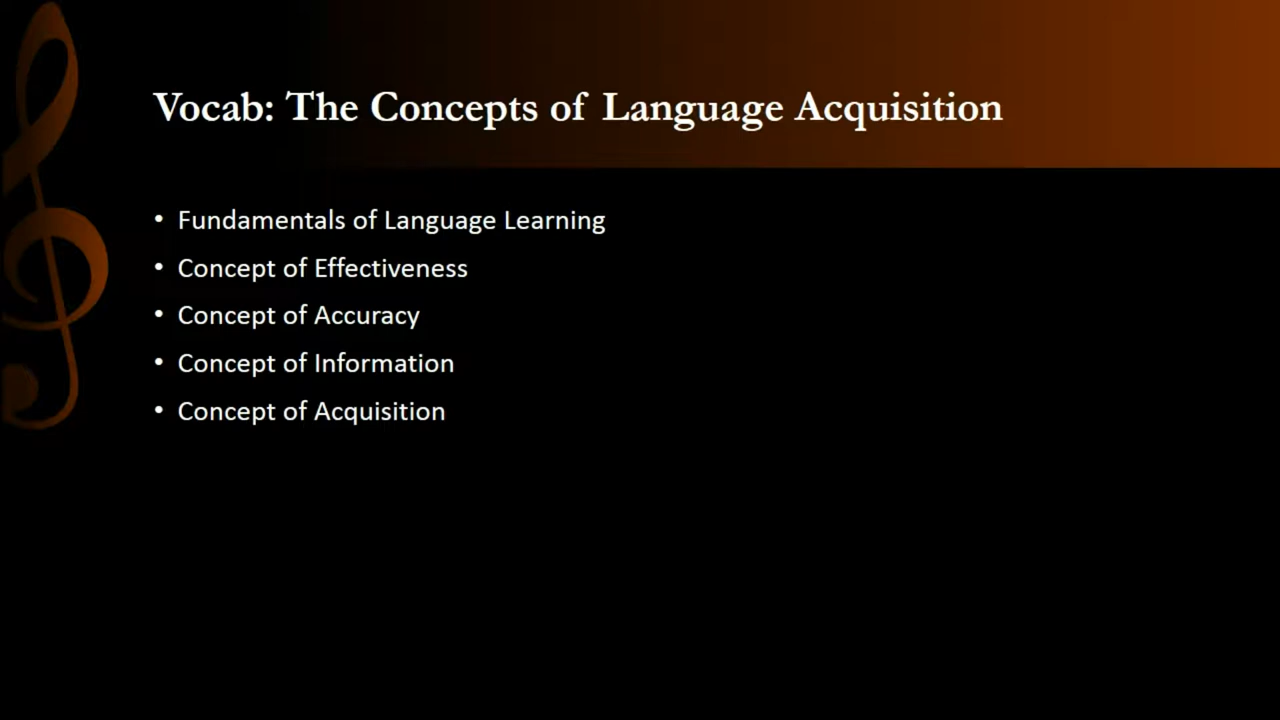 Vocab: The Concepts of Language Acquisition
• Fundamentals of Language Learning
• Concept of Effectiveness
• Concept of Accuracy
• Concept of Information
• Concept of Acquisition